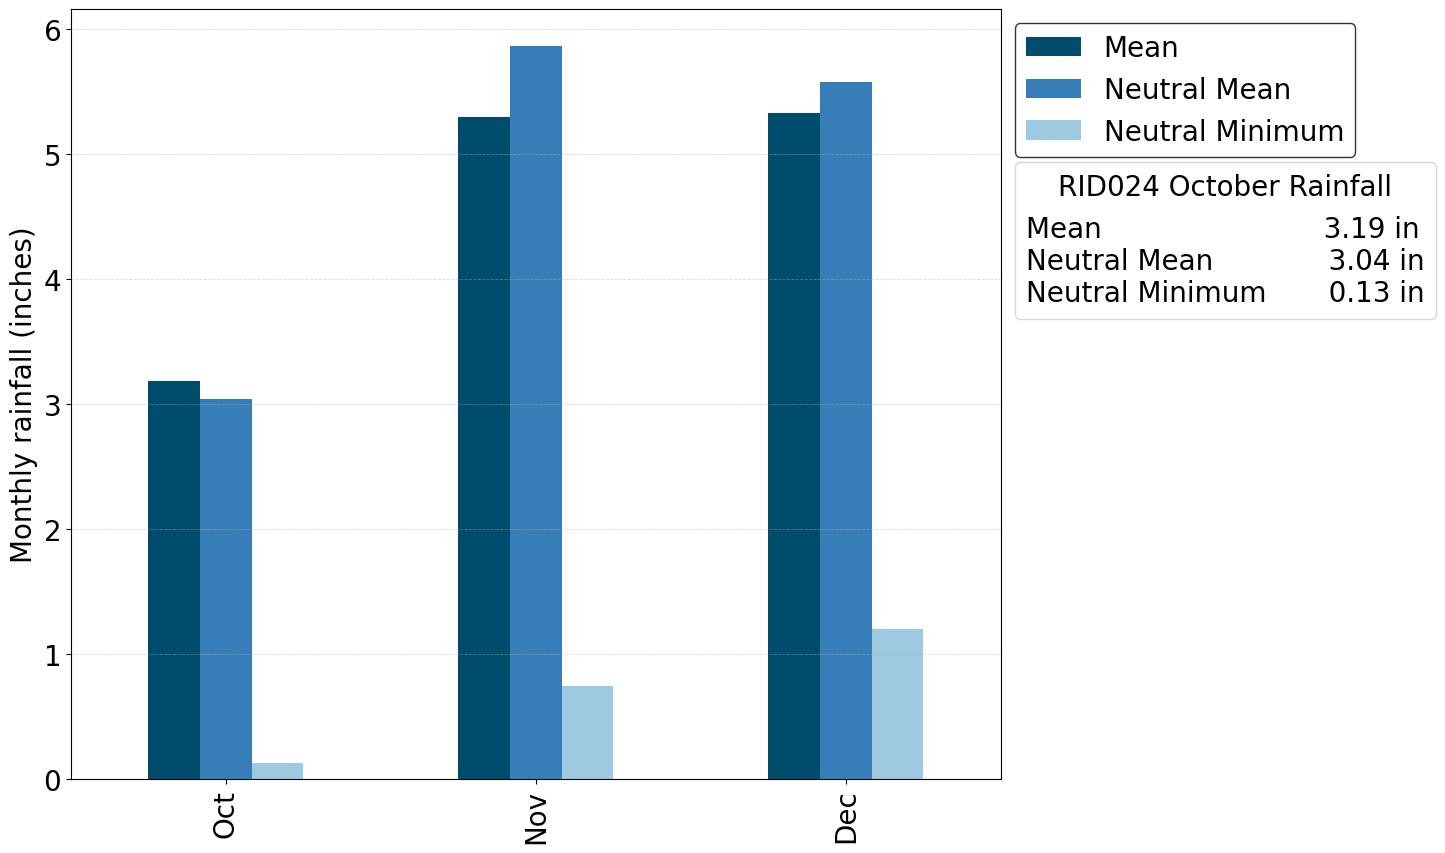 Monthly rainfall (inches)
6
5
4
3
2
1
0
Oct
Nov
Dec
Mean
Neutral Mean
Neutral Minimum
RID024 October Rainfall
Mean 3.19 in
Neutral Mean 3.04 in
Neutral Minimum 0.13 in